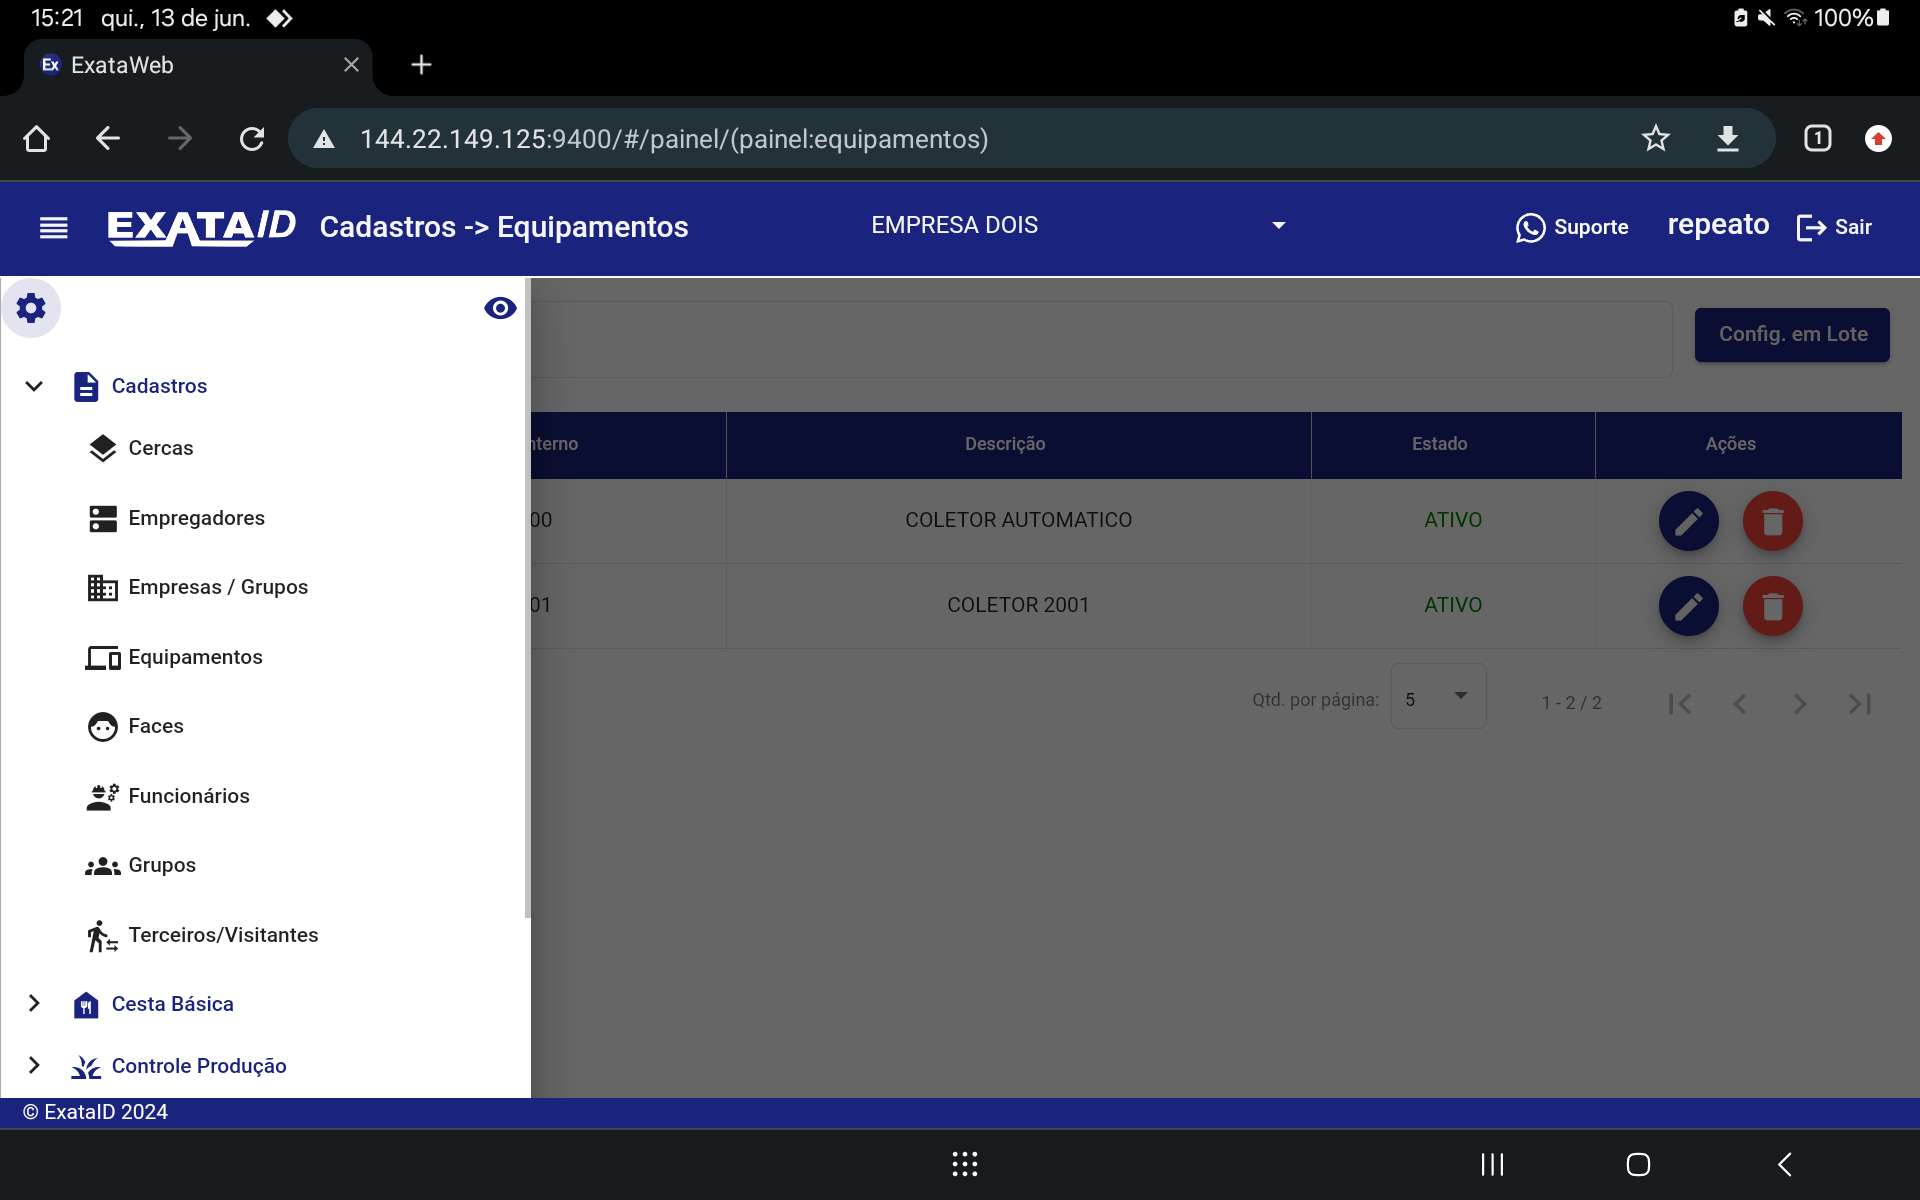 15:21 qui., 13 de jun. 100%
Ex ExataWeb
144.22.149.125:9400/#/painel/(painel:equipamentos) 1
EXATAID Cadastros -> Equipamentos EMPRESA DOIS Suporte repeato Sair
Config. em Lote
Cadastros
Cercas
nterno Descrição Estado Ações
Empregadores
00 COLETOR AUTOMATICO ATIVO
Empresas / Grupos
01 COLETOR 2001 ATIVO
Equipamentos
Qtd. por página: 5 1 - 2 / 2
Faces
Funcionários
Grupos
Terceiros/Visitantes
Cesta Básica
Controle Produção
© ExataID 2024